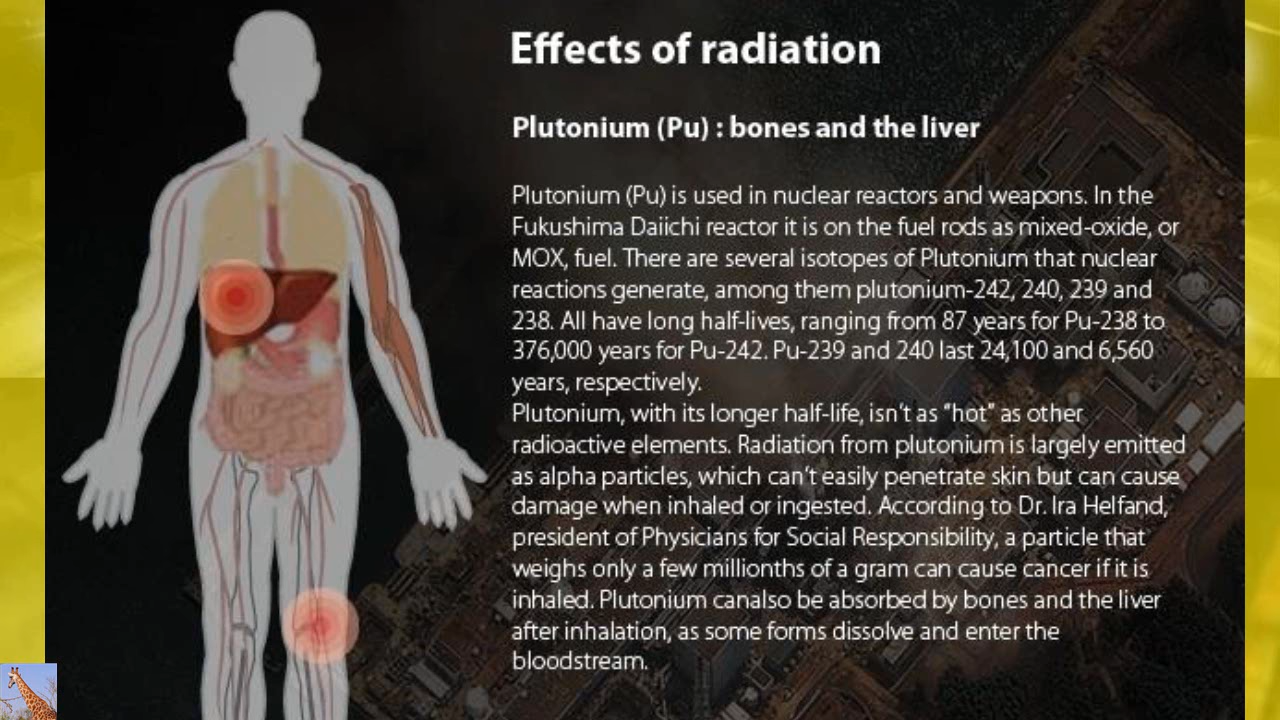 Effects of radiation
Plutonium (Pu) : bones and the liver
Plutonium (Pu) is used in nuclear reactors and weapons. In the
Fukushima Daiichi reactor it is on the fuel rods as mixed-oxide, or
MOX, fuel. There are several isotopes of Plutonium that nuclear
reactions generate, among them plutonium-242, 240, 239 and
238. All have long half-lives, ranging from 87 years for Pu-238 to
376,000 years for Pu-242. Pu-239 and 240 last 24,100 and 6,560
years, respectively.
Plutonium, with its longer half-life, isn't as “hot” as other
radioactive elements. Radiation from plutonium is largely emitted
as alpha particles, which can't easily penetrate skin but can cause
damage when inhaled or ingested. According to Dr. Ira Helfand,
president of Physicians for Social Responsibility, a particle that
weighs only a few millionths of a gram can cause cancer if it is
inhaled. Plutonium canalso be absorbed by bones and the liver
after inhalation, as some forms dissolve and enter the
bloodstream.